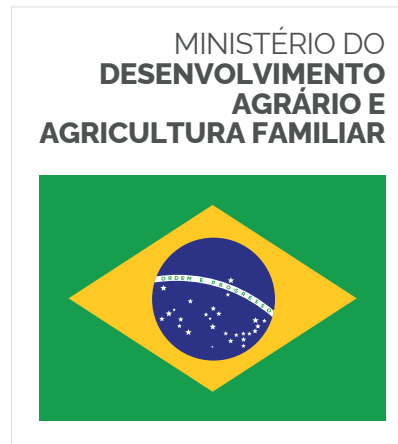 MINISTÉRIO DO
DESENVOLVIMENTO
AGRÁRIO E
AGRICULTURA FAMILIAR
ORDEM E PROGRESSO